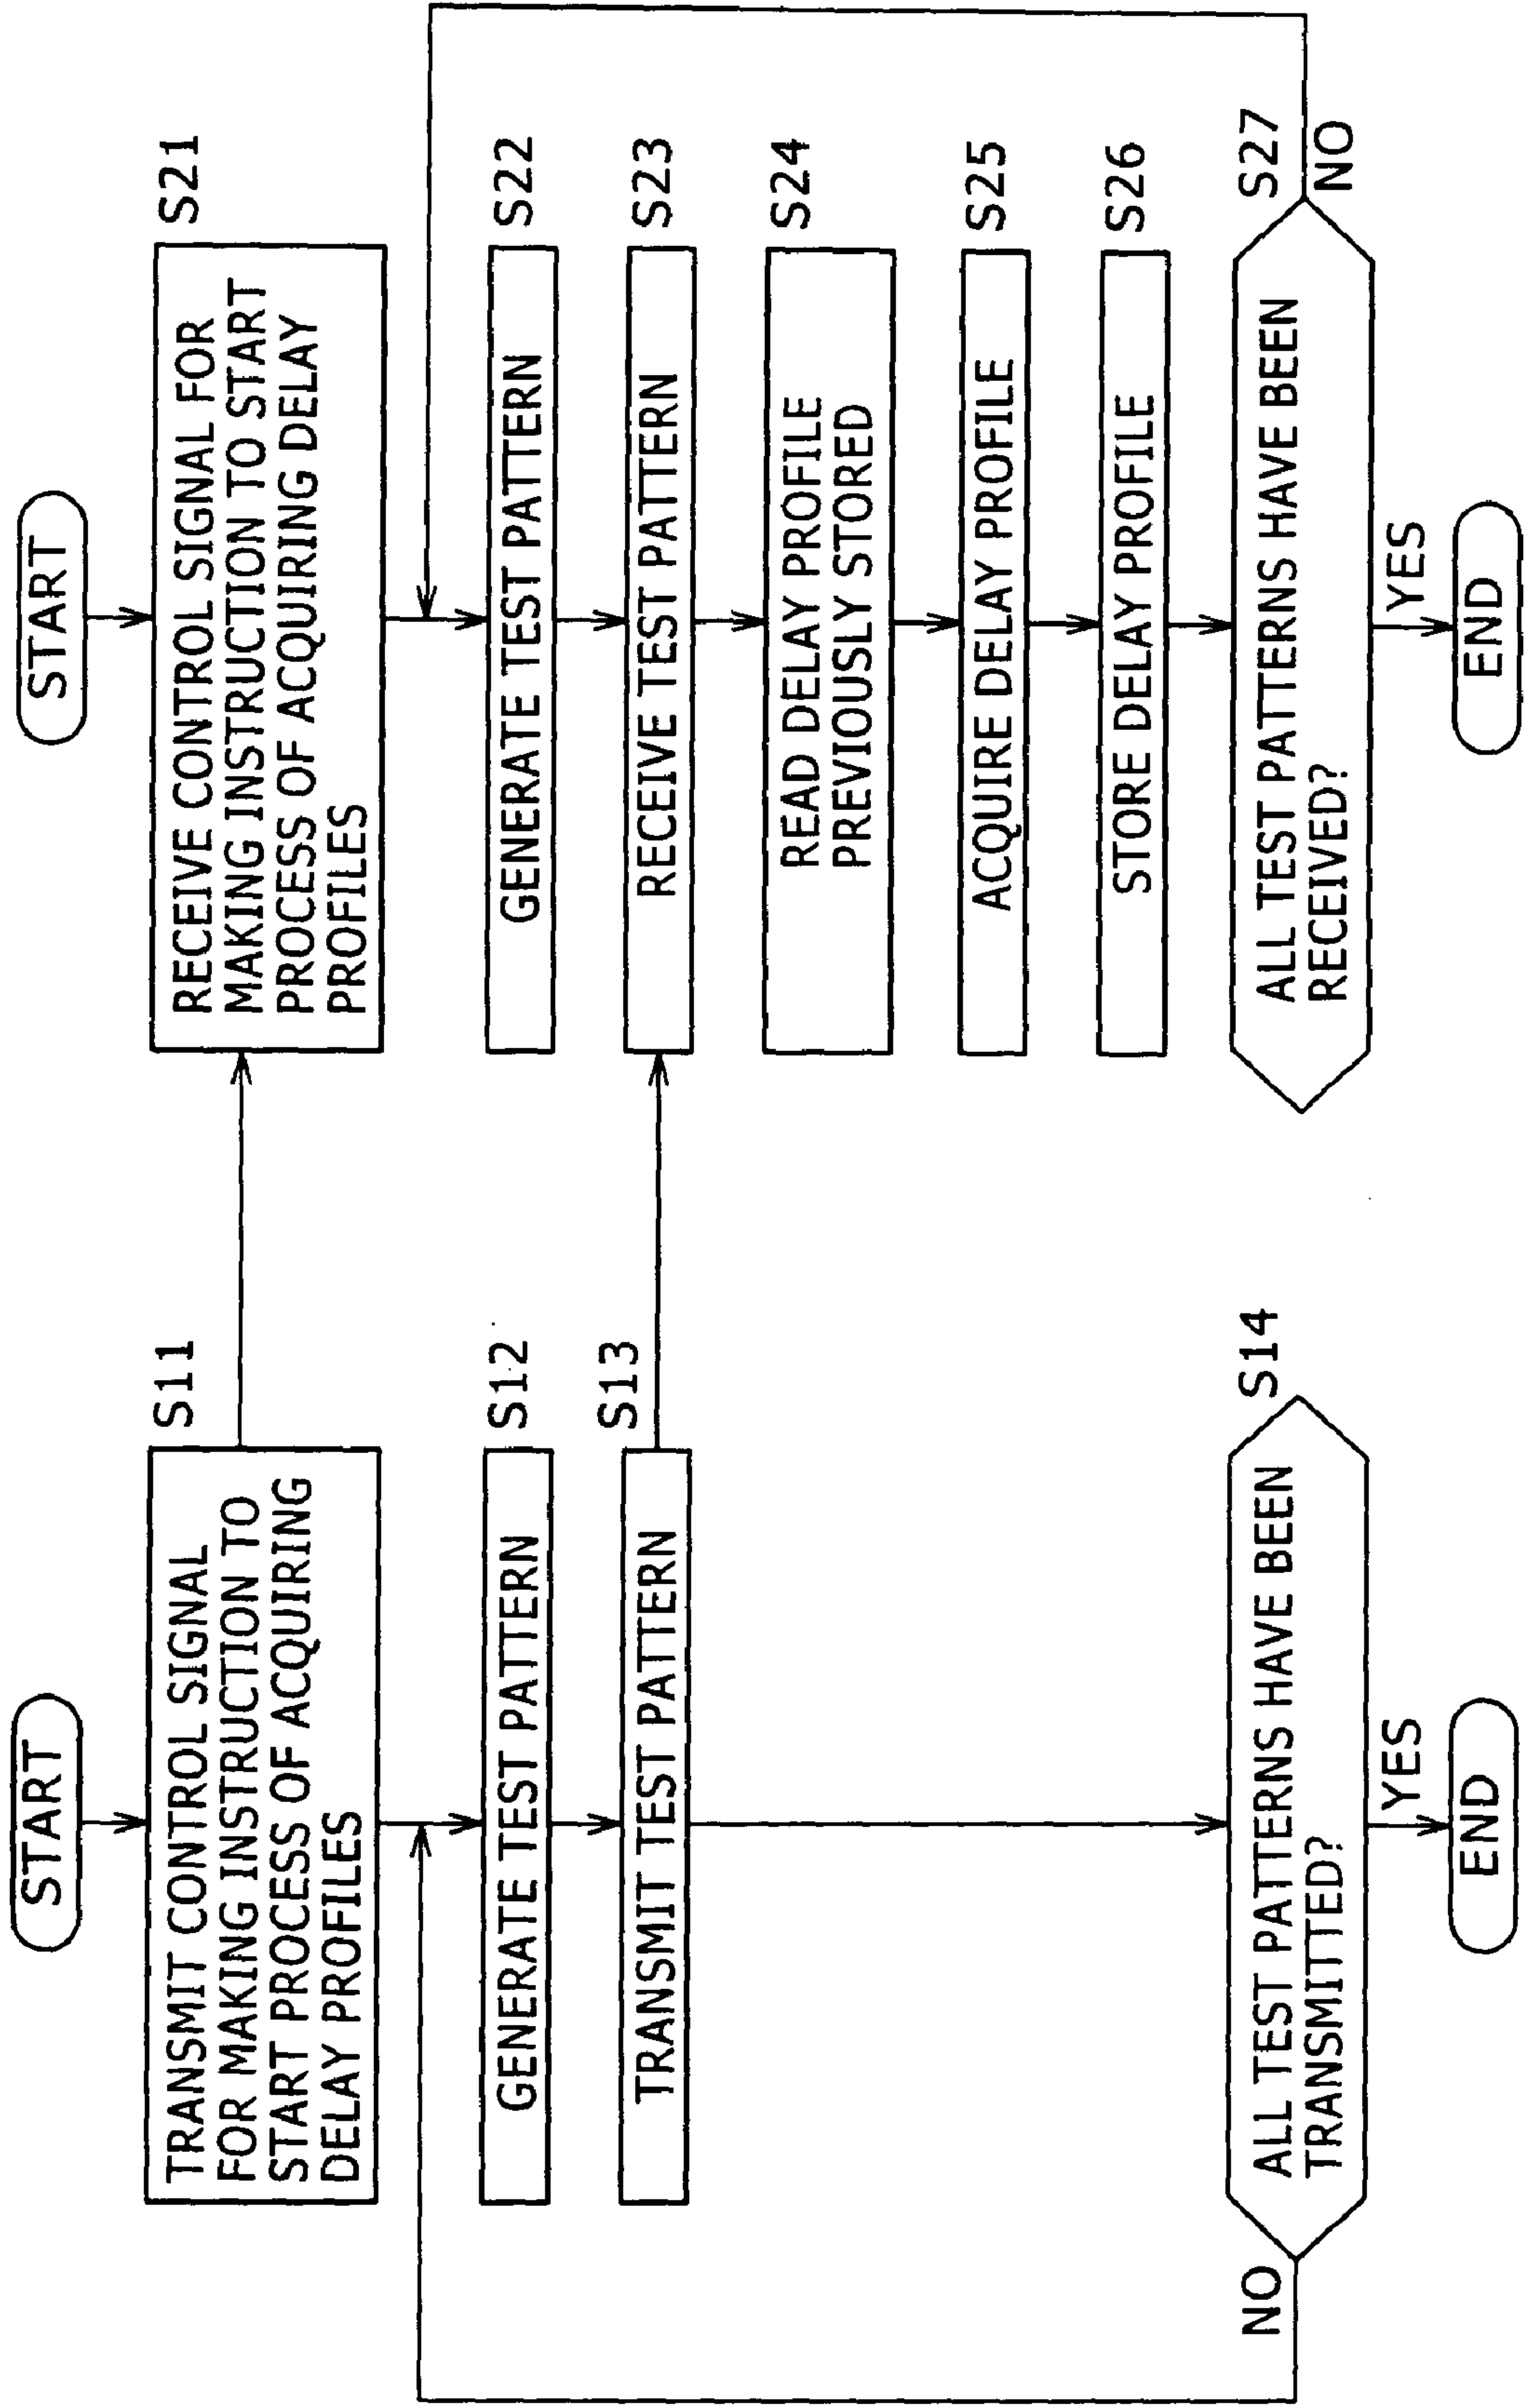 START
S11
TRANSMIT CONTROL SIGNAL
FOR MAKING INSTRUCTION TO
START PROCESS OF ACQUIRING
DELAY PROFILES
S12
GENERATE TEST PATTERN
S13
TRANSMIT TEST PATTERN
S14
ALL TEST PATTERNS HAVE BEEN
TRANSMITTED?
NO
YES
END
START
S21
RECEIVE CONTROL SIGNAL FOR
MAKING INSTRUCTION TO START
PROCESS OF ACQUIRING DELAY
PROFILES
S22
GENERATE TEST PATTERN
S23
RECEIVE TEST PATTERN
S24
READ DELAY PROFILE
PREVIOUSLY STORED
S25
ACQUIRE DELAY PROFILE
S26
STORE DELAY PROFILE
S27
ALL TEST PATTERNS HAVE BEEN
RECEIVED?
NO
YES
END